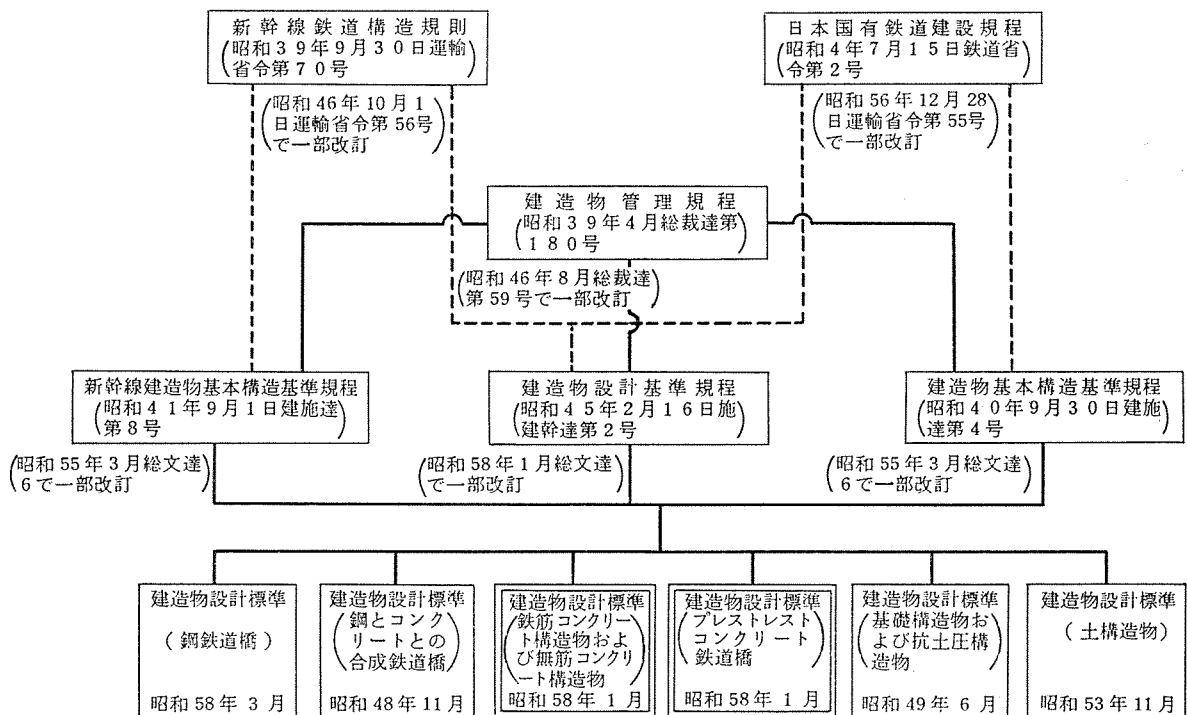 新幹線鉄道構造規則
(昭和39年9月30日運輸
省令第70号)
(昭和46年10月1
日運輸省令第56号
で一部改訂)
日本国有鉄道建設規程
(昭和4年7月15日鉄道省
令第2号)
(昭和56年12月28
日運輸省令第55号
で一部改訂)
建造物管理規程
(昭和39年4月総裁達第
180号)
(昭和46年8月総裁達
第59号で一部改訂)
新幹線建造物基本構造基準規程
(昭和41年9月1日建施達
第8号)
(昭和55年3月総文達
6で一部改訂)
建造物設計基準規程
(昭和45年2月16日施
建幹達第2号)
(昭和58年1月総文達
で一部改訂)
建造物基本構造基準規程
(昭和40年9月30日建施
達第4号)
(昭和55年3月総文達
6で一部改訂)
建造物設計標準
(鋼鉄道橋)
昭和58年3月
建造物設計標準
(鋼とコンク
リートとの
合成鉄道橋)
昭和48年11月
建造物設計標準
(鉄筋コンクリー
ト構造物およ
び無筋コンクリ
ート構造物)
昭和58年1月
建造物設計標準
(プレストレスト
コンクリート
鉄道橋)
昭和58年1月
建造物設計標準
(基礎構造物お
よび抗土圧構
造物)
昭和49年6月
建造物設計標準
(土構造物)
昭和53年11月